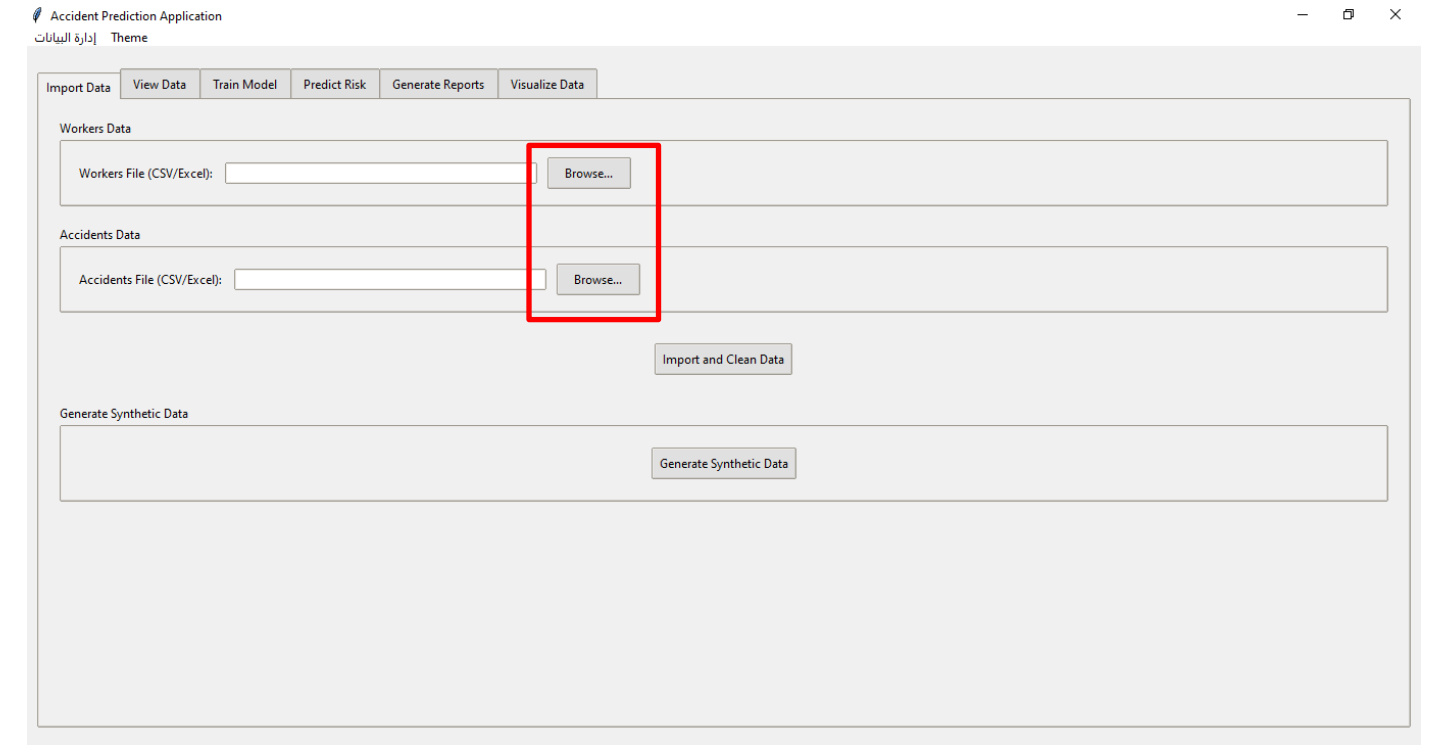 Accident Prediction Application
إدارة البيانات Theme
Import Data View Data Train Model Predict Risk Generate Reports Visualize Data
Workers Data
Workers File (CSV/Excel): Browse...
Accidents Data
Accidents File (CSV/Excel): Browse...
Import and Clean Data
Generate Synthetic Data
Generate Synthetic Data